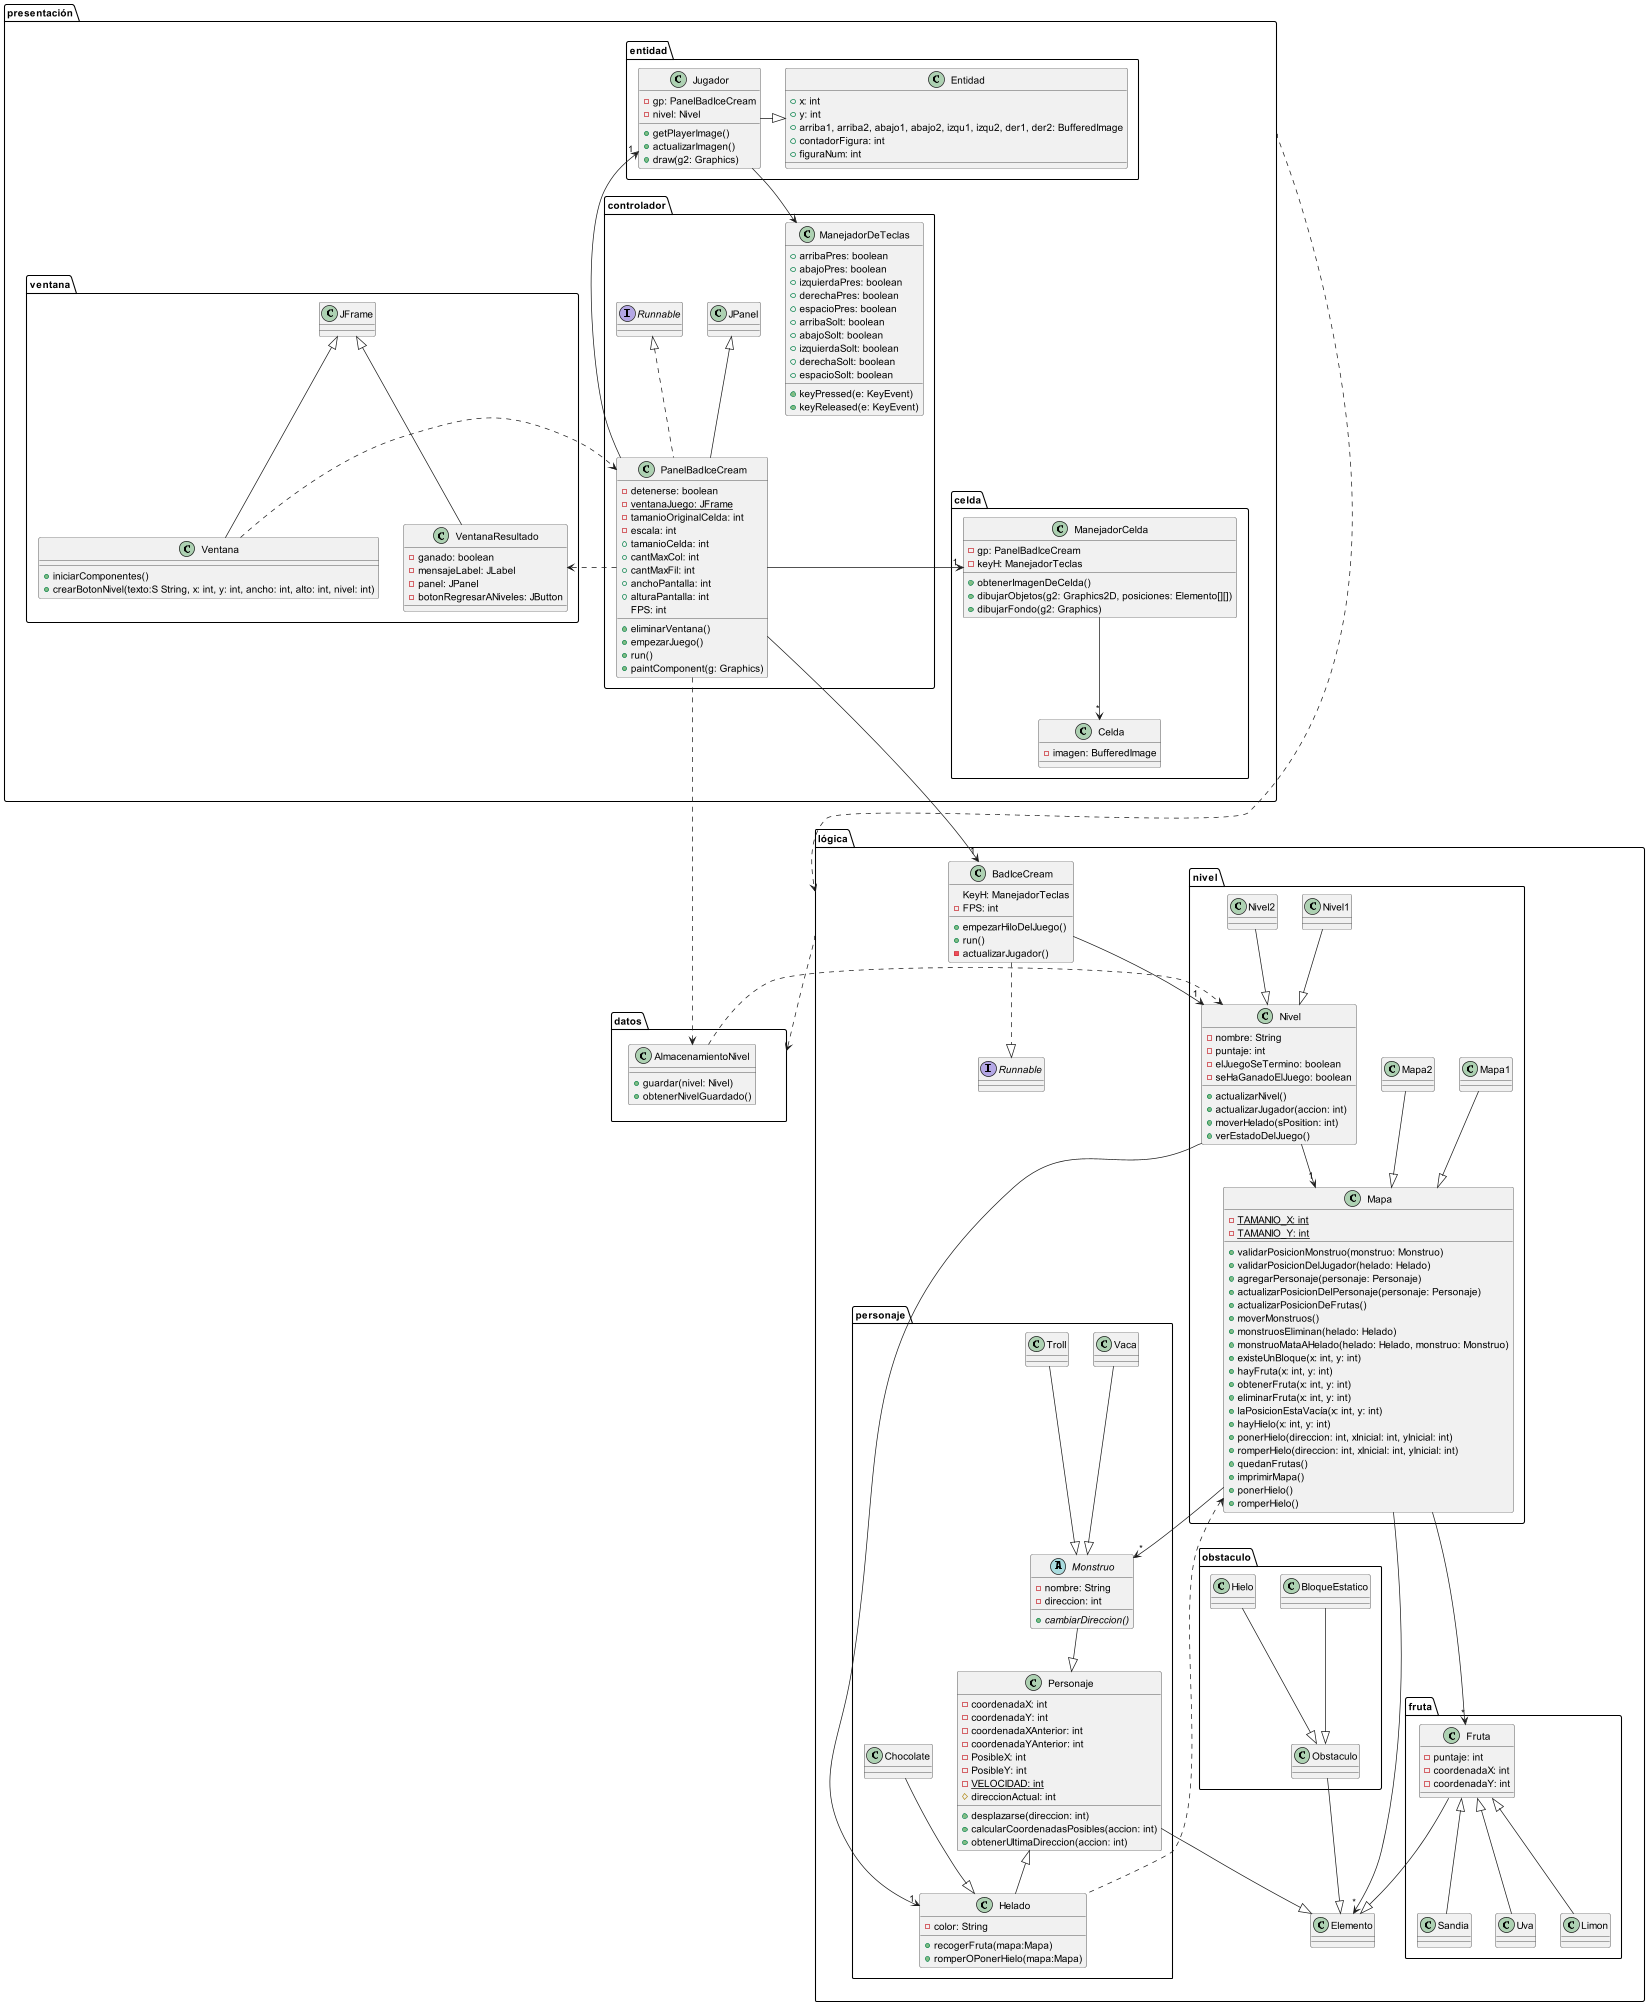 presentación
entidad
C Jugador
gp: PanelBadIceCream
nivel: Nivel
getPlayerImage()
actualizarImagen()
draw(g2: Graphics)
1
C Entidad
x: int
y: int
arriba1, arriba2, abajo1, abajo2, izqu1, izqu2, der1, der2: BufferedImage
contadorFigura: int
figuraNum: int
controlador
C ManejadorDeTeclas
arribaPres: boolean
abajoPres: boolean
izquierdaPres: boolean
derechaPres: boolean
espacioPres: boolean
arribaSolt: boolean
abajoSolt: boolean
izquierdaSolt: boolean
derechaSolt: boolean
espacioSolt: boolean
keyPressed(e: KeyEvent)
keyReleased(e: KeyEvent)
I Runnable
C JPanel
C PanelBadIceCream
detenerse: boolean
ventanaJuego: JFrame
tamanioOriginalCelda: int
escala: int
tamanioCelda: int
cantMaxCol: int
cantMaxFil: int
anchoPantalla: int
alturaPantalla: int
FPS: int
eliminarVentana()
empezarJuego()
run()
paintComponent(g: Graphics)
ventana
C JFrame
C Ventana
iniciarComponentes()
crearBotonNivel(texto:S String, x: int, y: int, ancho: int, alto: int, nivel: int)
C VentanaResultado
ganado: boolean
mensajeLabel: JLabel
panel: JPanel
botonRegresarANiveles: JButton
celda
C ManejadorCelda
gp: PanelBadIceCream
keyH: ManejadorTeclas
obtenerImagenDeCelda()
dibujarObjetos(g2: Graphics2D, posiciones: Elemento[][])
dibujarFondo(g2: Graphics)
1
*
C Celda
imagen: BufferedImage
lógica
1
C BadIceCream
KeyH: ManejadorTeclas
FPS: int
empezarHiloDelJuego()
run()
actualizarJugador()
I Runnable
datos
C AlmacenamientoNivel
guardar(nivel: Nivel)
obtenerNivelGuardado()
nivel
C Nivel2
C Nivel1
1
C Nivel
nombre: String
puntaje: int
elJuegoSeTermino: boolean
seHaGanadoElJuego: boolean
actualizarNivel()
actualizarJugador(accion: int)
moverHelado(sPosition: int)
verEstadoDelJuego()
C Mapa2
C Mapa1
1
C Mapa
TAMANIO_X: int
TAMANIO_Y: int
validarPosicionMonstruo(monstruo: Monstruo)
validarPosicionDelJugador(helado: Helado)
agregarPersonaje(personaje: Personaje)
actualizarPosicionDelPersonaje(personaje: Personaje)
actualizarPosicionDeFrutas()
moverMonstruos()
monstruosEliminan(helado: Helado)
monstruoMataAHelado(helado: Helado, monstruo: Monstruo)
existeUnBloque(x: int, y: int)
hayFruta(x: int, y: int)
obtenerFruta(x: int, y: int)
eliminarFruta(x: int, y: int)
laPosicionEstaVacía(x: int, y: int)
hayHielo(x: int, y: int)
ponerHielo(direccion: int, xInicial: int, yInicial: int)
romperHielo(direccion: int, xInicial: int, yInicial: int)
quedanFrutas()
imprimirMapa()
ponerHielo()
romperHielo()
personaje
C Troll
C Vaca
*
A Monstruo
nombre: String
direccion: int
cambiarDireccion()
C Personaje
coordenadaX: int
coordenadaY: int
coordenadaXAnterior: int
coordenadaYAnterior: int
PosibleX: int
PosibleY: int
VELOCIDAD: int
direccionActual: int
desplazarse(direccion: int)
calcularCoordenadasPosibles(accion: int)
obtenerUltimaDireccion(accion: int)
C Chocolate
1
C Helado
color: String
recogerFruta(mapa:Mapa)
romperOPonerHielo(mapa:Mapa)
obstaculo
C Hielo
C BloqueEstatico
C Obstaculo
fruta
*
C Fruta
puntaje: int
coordenadaX: int
coordenadaY: int
*
C Elemento
C Sandia
C Uva
C Limon